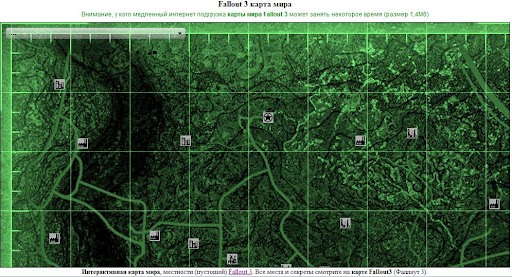 Fallout 3 карта мира
Внимание, у кого медленный интернет подгрузка карты мира Fallout 3 может занять некоторое время (размер 1,4Мб)
Интерактивная карта мира, местности (пустошей) Fallout 3. Все места и секреты смотрите на карте Fallout3 (Фаллаут 3).